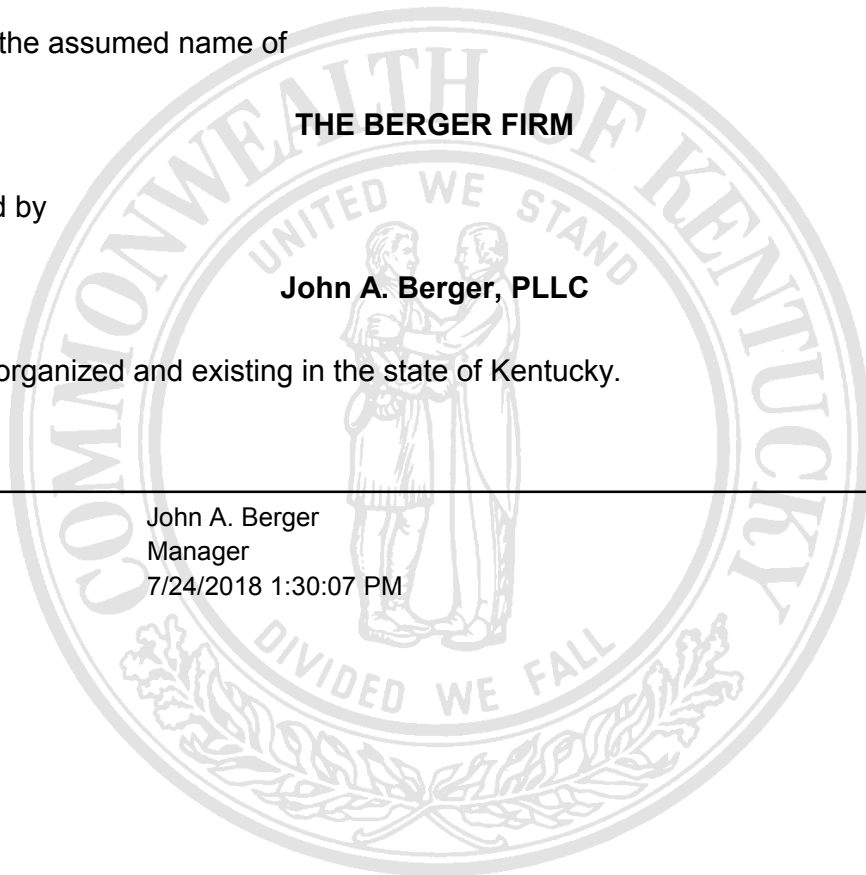 the assumed name of
THE BERGER FIRM
d by
John A. Berger, PLLC
organized and existing in the state of Kentucky.
John A. Berger
Manager
7/24/2018 1:30:07 PM
COMMONWEALTH OF KENTUCKY
UNITED WE STAND
DIVIDED WE FALL